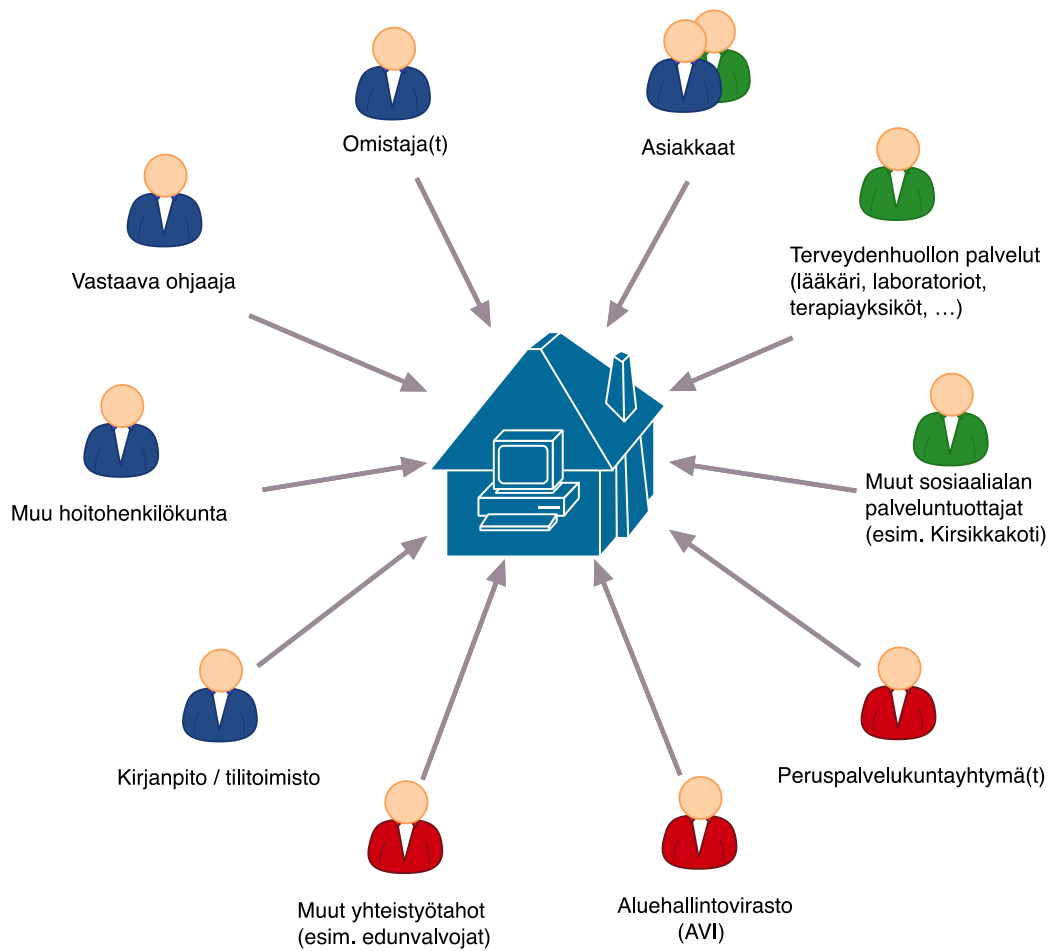 Omistaja(t)
Asiakkaat
Vastaava ohjaaja
Terveydenhuollon palvelut
(lääkäri, laboratoriot,
terapiayksiköt, …)
Muu hoitohenkilökunta
Muut sosiaalialan
palveluntuottajat
(esim. Kirsikkakoti)
Kirjanpito / tilitoimisto
Peruspalvelukuntayhtymä(t)
Muut yhteistyötahot
(esim. edunvalvojat)
Aluehallintovirasto
(AVI)